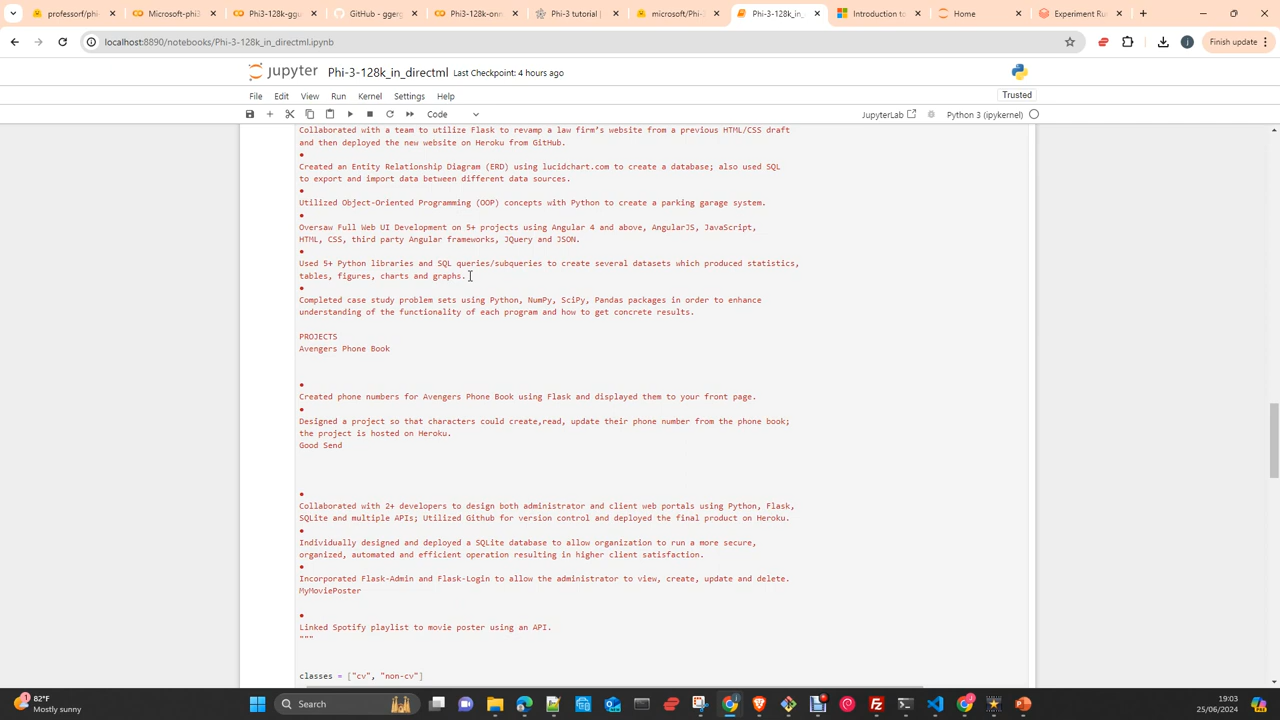 professorf/phi
Microsoft-phi3
Phi3-128k-ggu
GitHub - ggerg
Phi3-128k-onn
Phi-3 tutorial |
microsoft/Phi-3
Phi-3-128k_in_
Introduction to
Home
Experiment Ru
localhost:8890/notebooks/Phi-3-128k_in_directml.ipynb
Finish update
jupyter Phi-3-128k_in_directml Last Checkpoint: 4 hours ago
File Edit View Run Kernel Settings Help
Trusted
Code
JupyterLab
Python 3 (ipykernel)
Collaborated with a team to utilize Flask to revamp a law firm's website from a previous HTML/CSS draft
and then deployed the new website on Heroku from GitHub.
●
Created an Entity Relationship Diagram (ERD) using lucidchart.com to create a database; also used SQL
to export and import data between different data sources.
●
Utilized Object-Oriented Programming (OOP) concepts with Python to create a parking garage system.
●
Oversaw Full Web UI Development on 5+ projects using Angular 4 and above, AngularJS, JavaScript,
HTML, CSS, third party Angular frameworks, JQuery and JSON.
●
Used 5+ Python libraries and SQL queries/subqueries to create several datasets which produced statistics,
tables, figures, charts and graphs.
●
Completed case study problem sets using Python, NumPy, SciPy, Pandas packages in order to enhance
understanding of the functionality of each program and how to get concrete results.
PROJECTS
Avengers Phone Book
●
Created phone numbers for Avengers Phone Book using Flask and displayed them to your front page.
●
Designed a project so that characters could create,read, update their phone number from the phone book;
the project is hosted on Heroku.
Good Send
●
Collaborated with 2+ developers to design both administrator and client web portals using Python, Flask,
SQLite and multiple APIs; Utilized Github for version control and deployed the final product on Heroku.
●
Individually designed and deployed a SQLite database to allow organization to run a more secure,
organized, automated and efficient operation resulting in higher client satisfaction.
●
Incorporated Flask-Admin and Flask-Login to allow the administrator to view, create, update and delete.
MyMoviePoster
●
Linked Spotify playlist to movie poster using an API.
"""
classes = ["cv", "non-cv"]
82°F
Mostly sunny
Search
19:03
25/06/2024